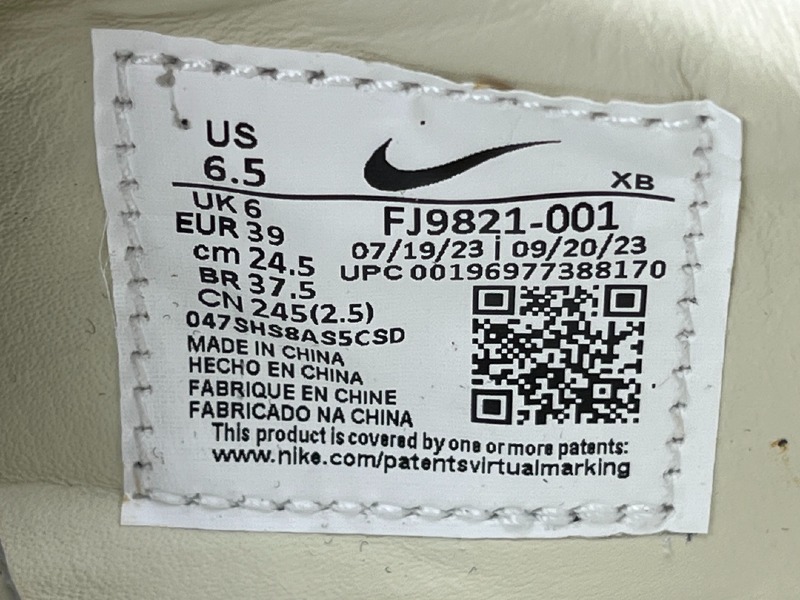 US
6.5
XB
UK 6
EUR 39
cm 24.5
BR 37.5
CN 245(2.5)
047SHS8AS5CSD
FJ9821-001
07/19/23 | 09/20/23
UPC 00196977388170
MADE IN CHINA
HECHO EN CHINA
FABRIQUE EN CHINE
FABRICADO NA CHINA
This product is covered by one or more patents:
www.nike.com/patentsvirtualmarking